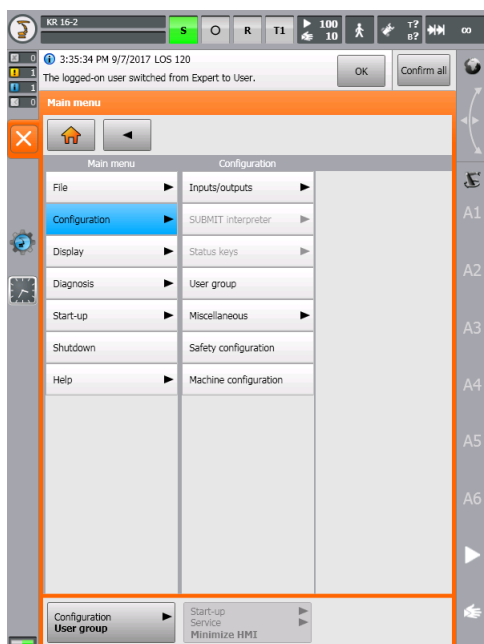 KR 16-2
S
O
R
T1
100
10
T?
B?
∞
0
1
1
0
3:35:34 PM 9/7/2017 LOS 120
The logged-on user switched from Expert to User.
OK
Confirm all
Main menu
Main menu
Configuration
File
Inputs/outputs
Configuration
SUBMIT interpreter
Display
Status keys
Diagnosis
User group
Start-up
Miscellaneous
Shutdown
Safety configuration
Help
Machine configuration
A1
A2
A3
A4
A5
A6
Configuration
User group
Start-up
Service
Minimize HMI